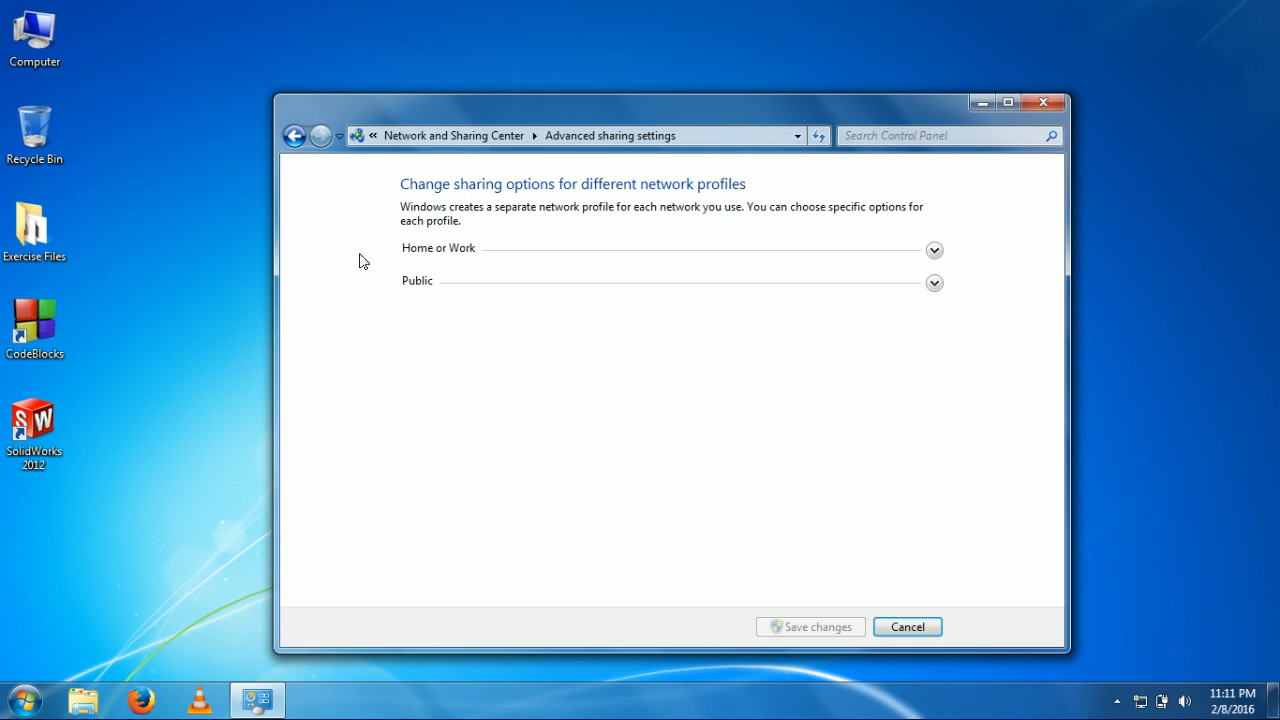 Computer
Recycle Bin
Exercise Files
CodeBlocks
SW
SolidWorks
2012
« Network and Sharing Center Advanced sharing settings
Search Control Panel
Change sharing options for different network profiles
Windows creates a separate network profile for each network you use. You can choose specific options for
each profile.
Home or Work
Public
Save changes
Cancel
11:11 PM
2/8/2016